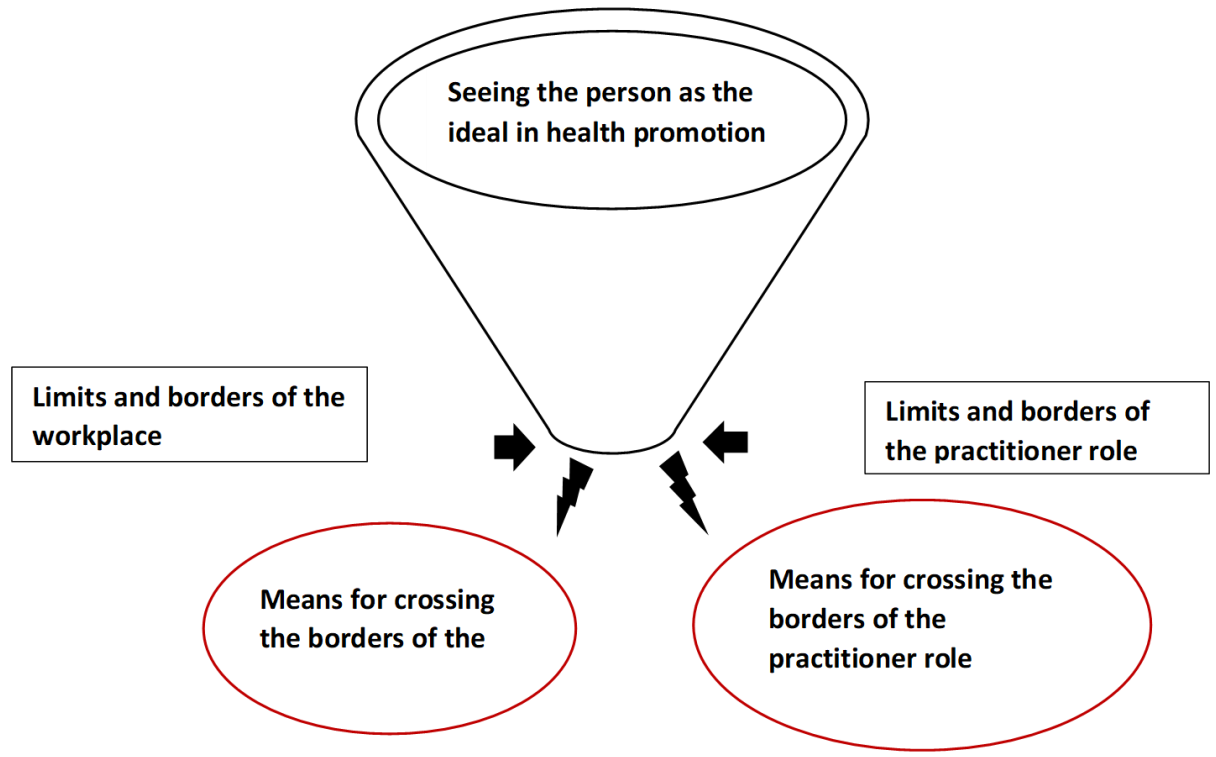 Seeing the person as the
ideal in health promotion
Limits and borders of the
workplace
Limits and borders of
the practitioner role
Means for crossing
the borders of the
Means for crossing the
borders of the
practitioner role